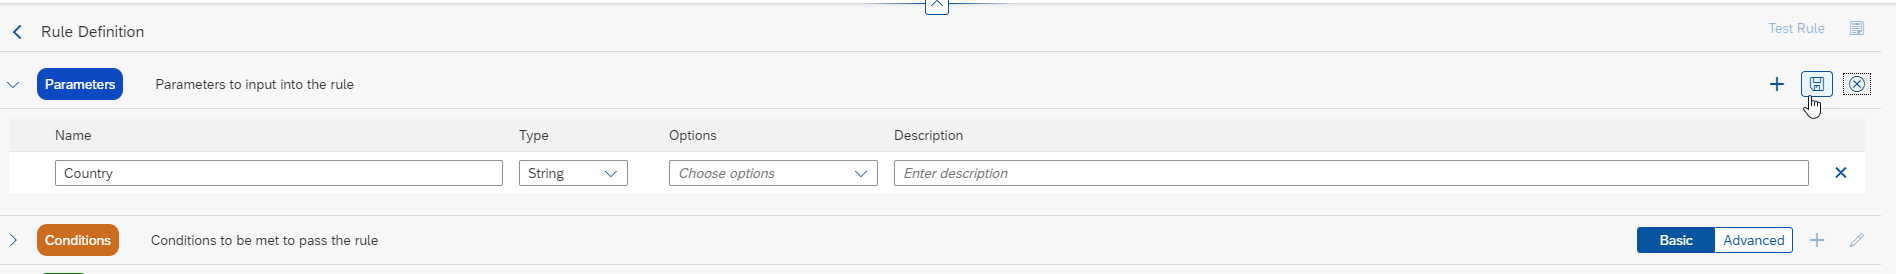 Rule Definition
Test Rule
Parameters
Parameters to input into the rule
Name Type Options Description
Country String Choose options Enter description
Conditions
Conditions to be met to pass the rule
Basic Advanced